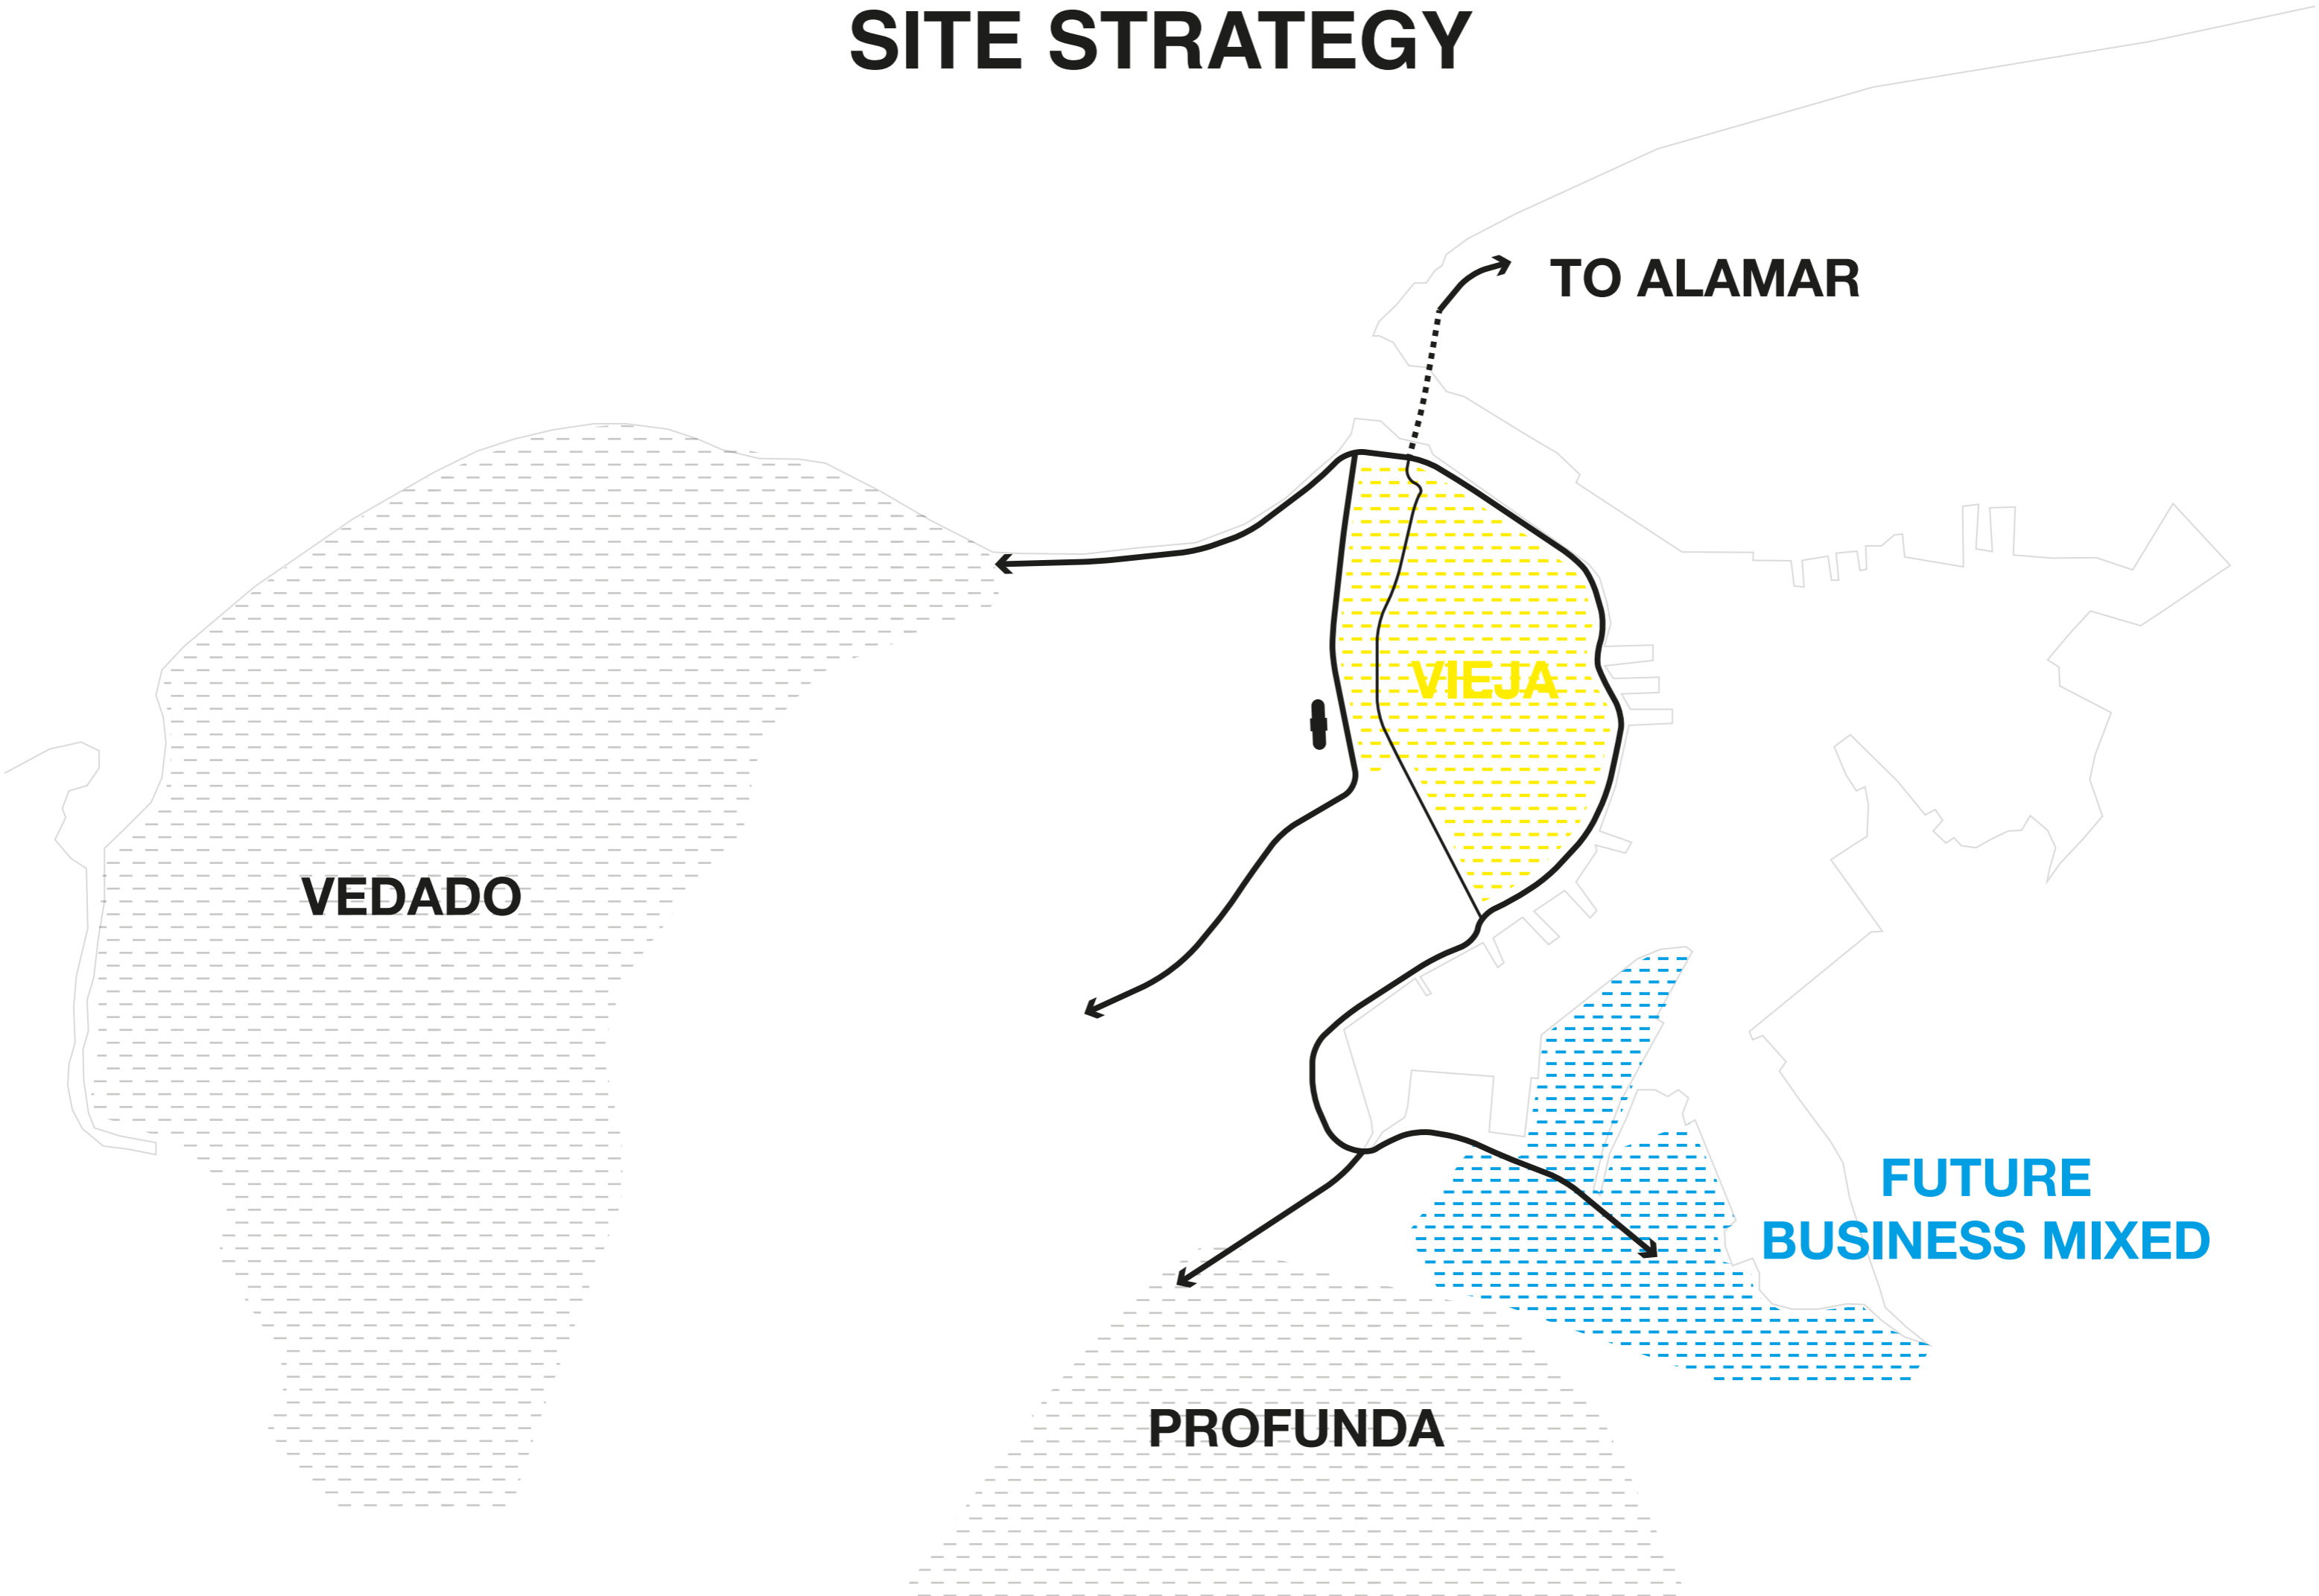 SITE STRATEGY
TO ALAMAR
VIEJA
VEDADO
FUTURE
BUSINESS MIXED
PROFUNDA